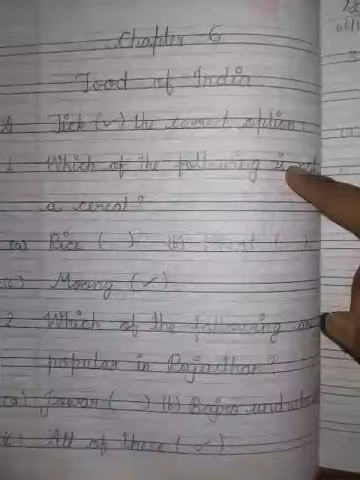 Chapter 6
Food of India
A Tick (✓) the correct option:
1 Which of the following is not
a cereal?
(a) Rice ( ) (b) ( )
(c) Moong (✓)
2 Which of the following are
popular in Rajasthan?
(a) Jowar ( ) (b) Bajra and
(c) All of these (✓)